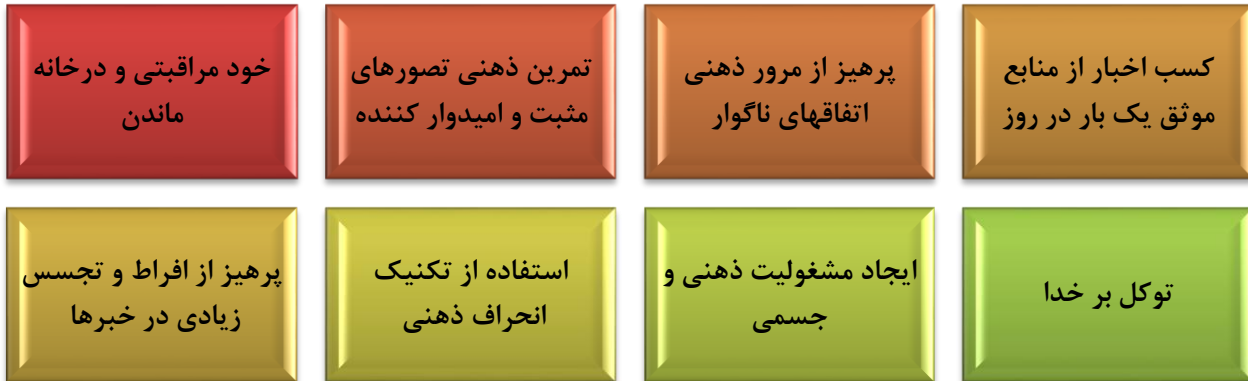 کسب اخبار از منابع
موثق یک بار در روز
پرهیز از مرور ذهنی
اتفاقهای ناگوار
تمرین ذهنی تصورهای
مثبت و امیدوار کننده
خود مراقبتی و درخانه
ماندن
توکل بر خدا
ایجاد مشغولیت ذهنی و
جسمی
استفاده از تکنیک
انحراف ذهنی
پرهیز از افراط و تجسس
زیادی در خبرها